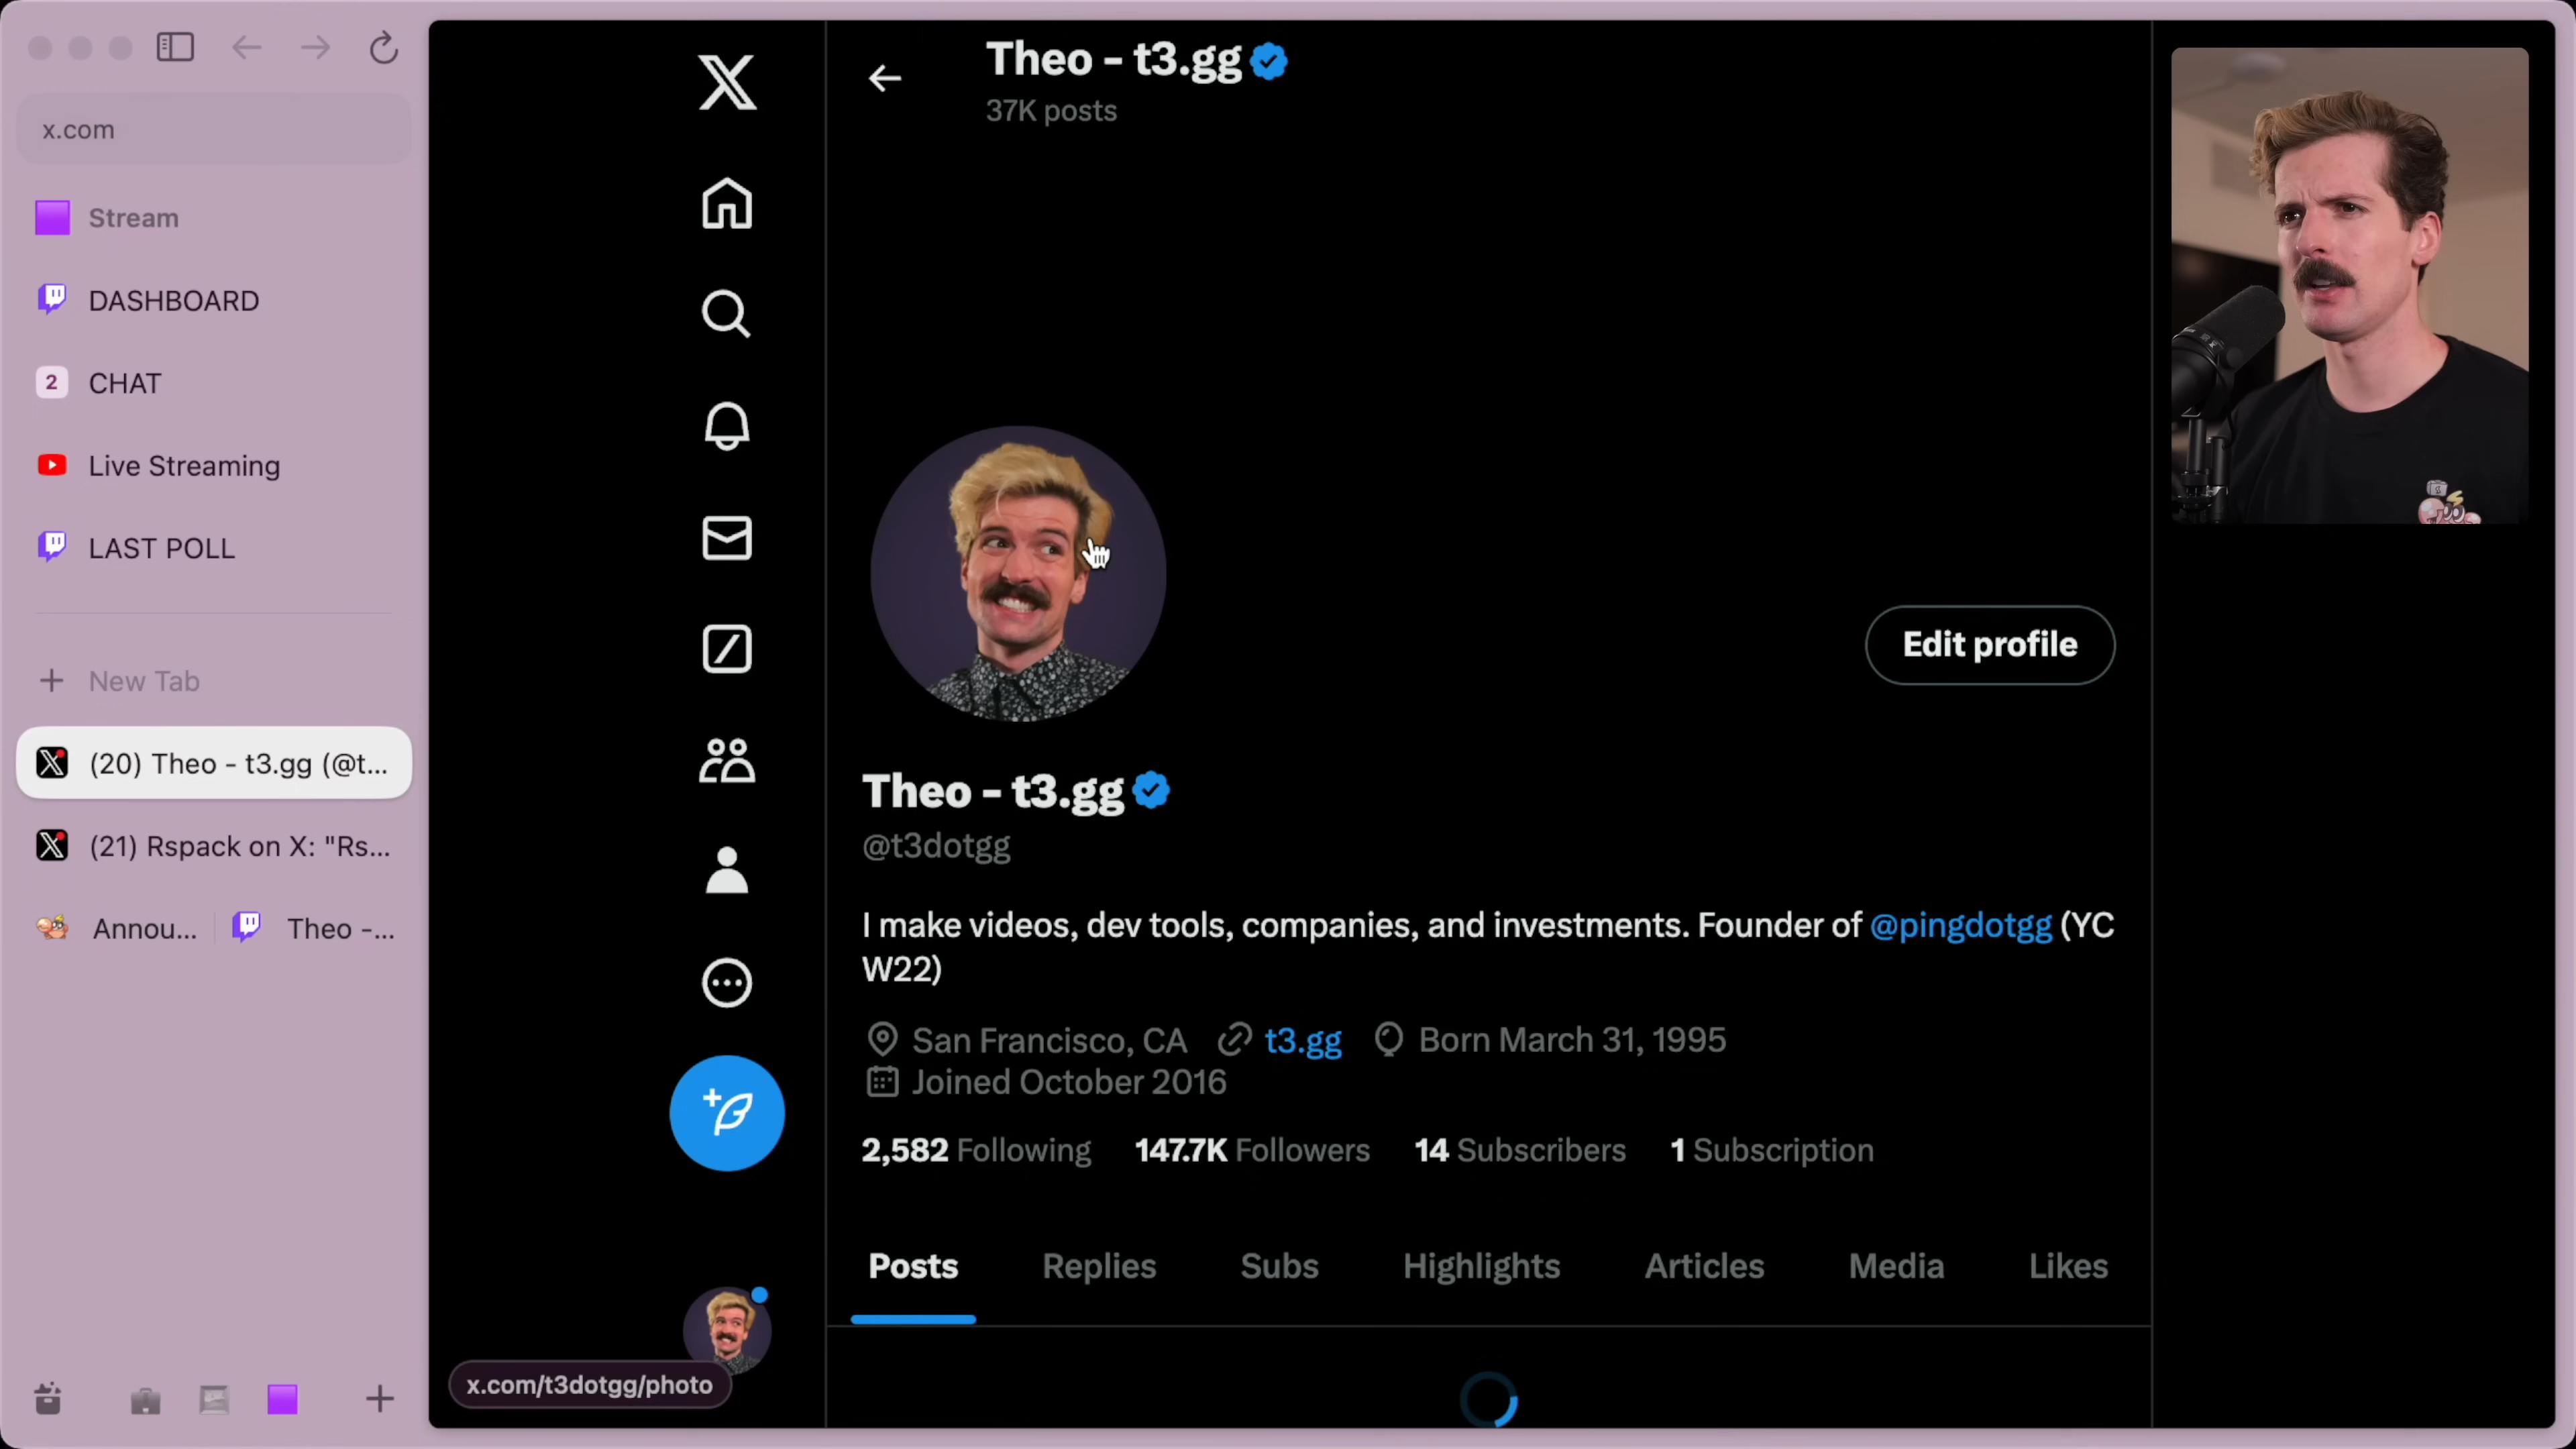 x.com
Stream
DASHBOARD
2 CHAT
Live Streaming
LAST POLL
New Tab
(20) Theo - t3.gg (@t...
(21) Rspack on X: "Rs...
Annou... Theo -...
Theo - t3.gg
37K posts
Edit profile
Theo - t3.gg
@t3dotgg
I make videos, dev tools, companies, and investments. Founder of @pingdotgg (YC
W22)
San Francisco, CA t3.gg Born March 31, 1995
Joined October 2016
2,582 Following 147.7K Followers 14 Subscribers 1 Subscription
Posts Replies Subs Highlights Articles Media Likes
x.com/t3dotgg/photo